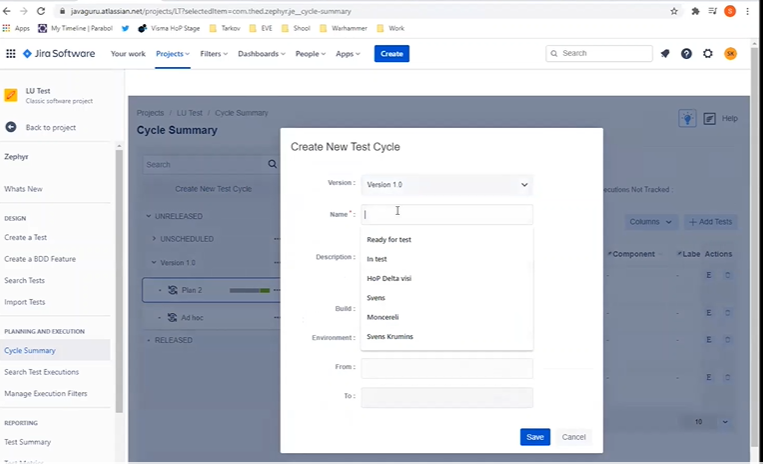 javaguru.atlassian.net/projects/LT?selectedItem=com.thed.zephyr.je__cycle-summary
S
Apps My Timeline | Parabol Visma HoP Stage Tarkov EVE Shool Warhammer Work
Jira Software Your work Projects Filters Dashboards People Apps Create Search SK
LU Test
Classic software project
Back to project
Zephyr
Whats New
DESIGN
Create a Test
Create a BDD Feature
Search Tests
Import Tests
PLANNING AND EXECUTION
Cycle Summary
Search Test Executions
Manage Execution Filters
REPORTING
Test Summary
Projects / LU Test / Cycle Summary
Cycle Summary
Help
Search
Create New Test Cycle
UNRELEASED
UNSCHEDULED
Version 1.0
Plan 2
Ad hoc
RELEASED
Create New Test Cycle
Version : Version 1.0
Name * :
Ready for test
In test
HoP Delta visi
Svens
Moncereli
Svens Krumins
Description :
Build :
Environment :
From :
To :
Save Cancel
ecutions Not Tracked :
Columns + Add Tests
Component Labe Actions
- - E
- - E
- - E
- - E
10